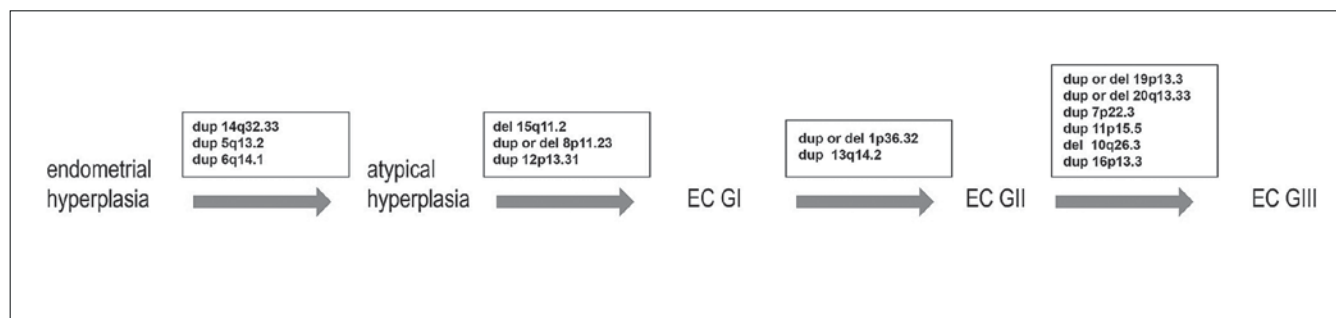 endometrial
hyperplasia
dup 14q32.33
dup 5q13.2
dup 6q14.1
atypical
hyperplasia
del 15q11.2
dup or del 8p11.23
dup 12p13.31
EC GI
dup or del 1p36.32
dup 13q14.2
EC GII
dup or del 19p13.3
dup or del 20q13.33
dup 7p22.3
dup 11p15.5
del 10q26.3
dup 16p13.3
EC GIII